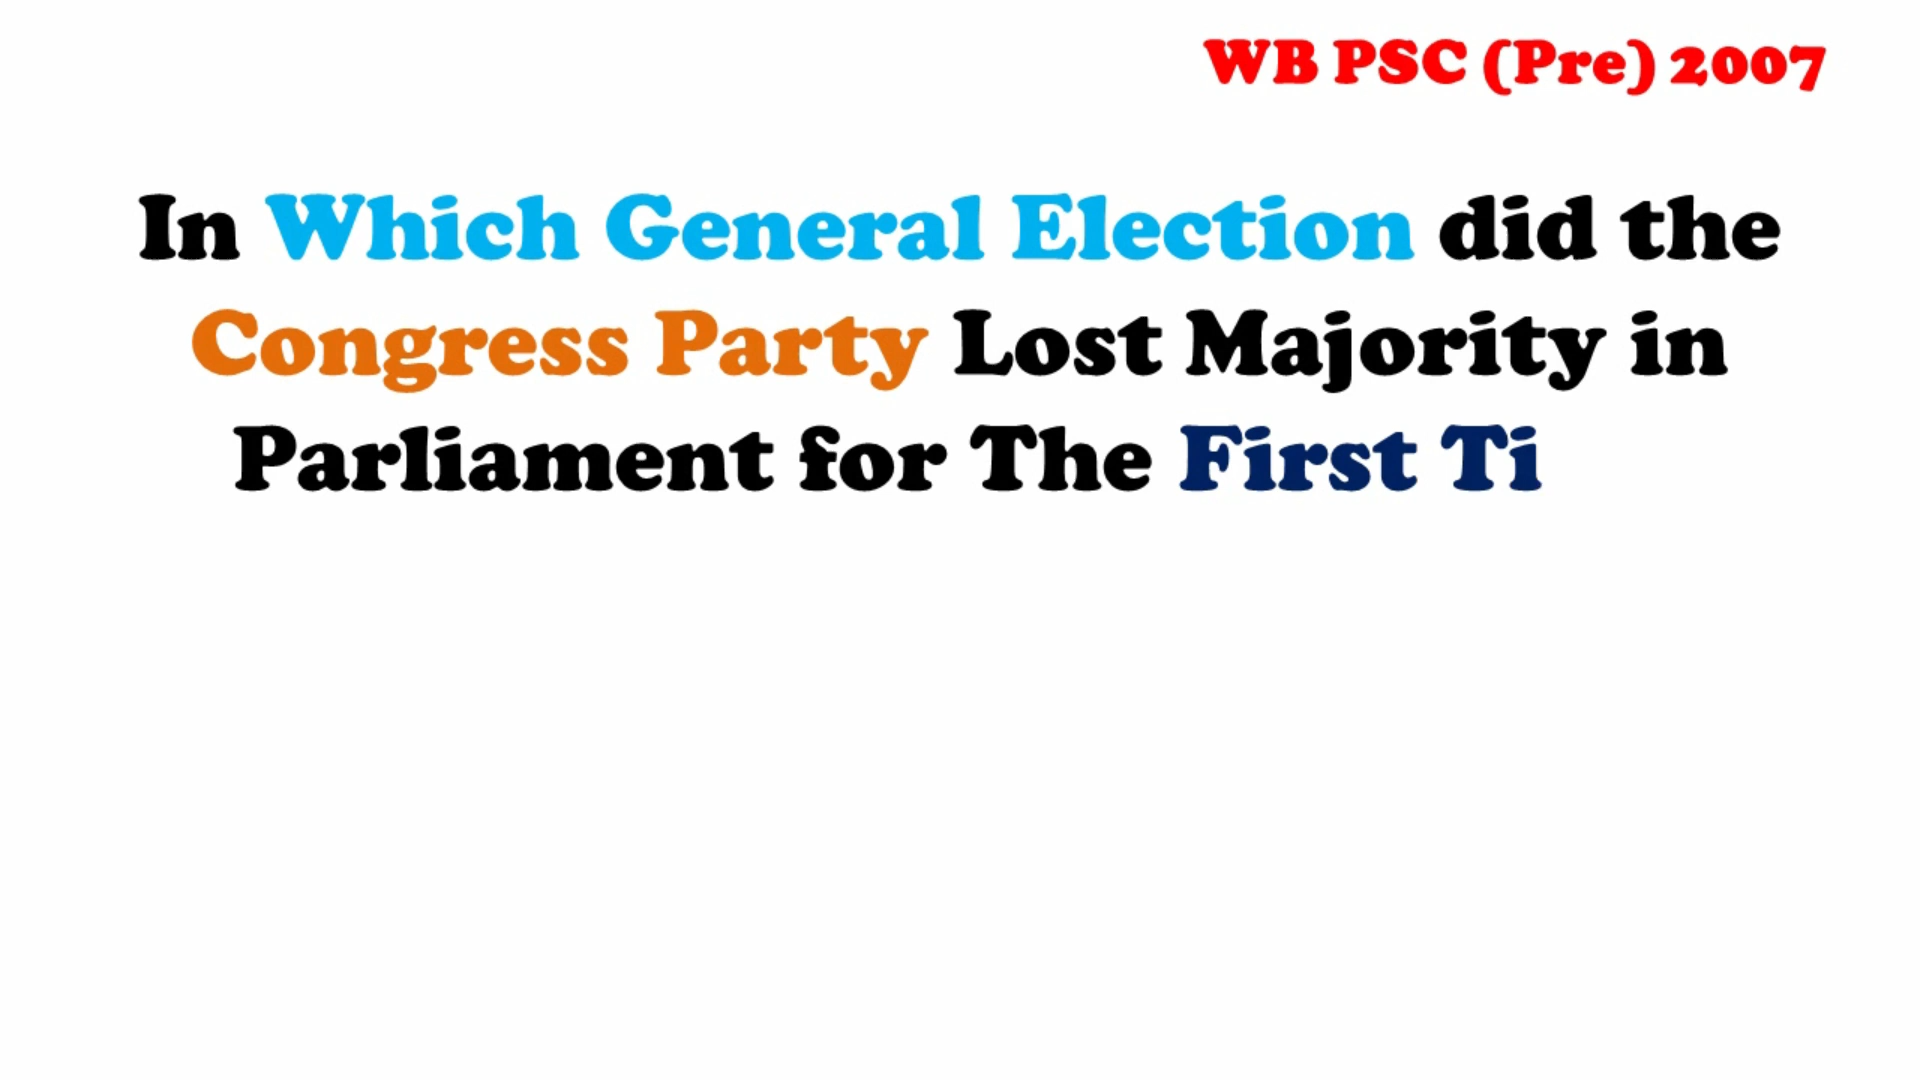 WB PSC (Pre) 2007
In Which General Election did the
Congress Party Lost Majority in
Parliament for The First Ti